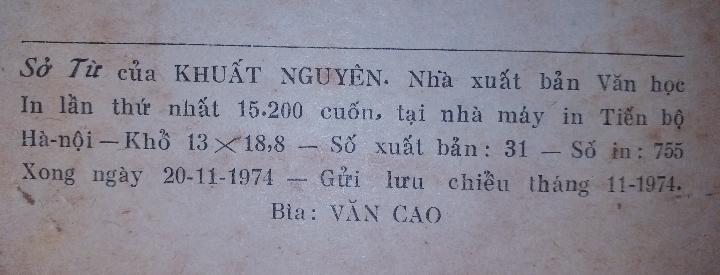 Sở Từ của KHUẤT NGUYÊN. Nhà xuất bản Văn học
In lần thứ nhất 15.200 cuốn, tại nhà máy in Tiến bộ
Hà-nội — Khổ 13 × 18,8 — Số xuất bản: 31 — Số in: 755
Xong ngày 20-11-1974 — Gửi lưu chiểu tháng 11-1974.
Bìa: VĂN CAO